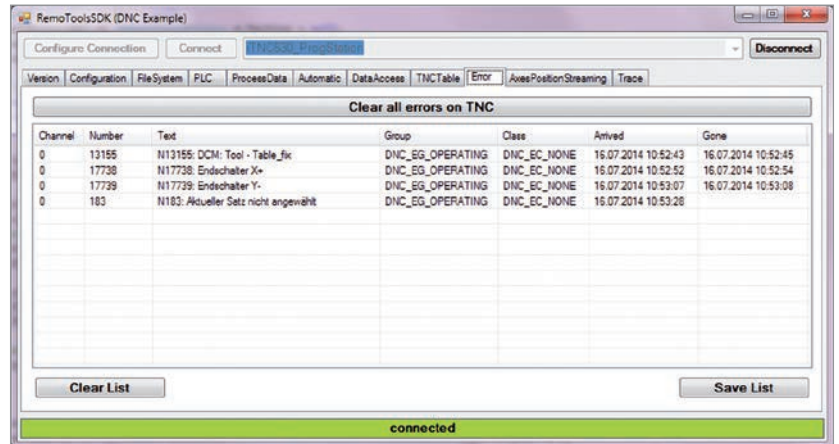 RemoToolsSDK (DNC Example)
Configure Connection Connect iTNC530_ProgStation Disconnect
Version Configuration FileSystem PLC ProcessData Automatic DataAccess TNCTable Error AxesPositionStreaming Trace
Clear all errors on TNC
Channel Number Text Group Class Arrived Gone
0 13155 N13155: DCM: Tool - Table_fix DNC_EG_OPERATING DNC_EC_NONE 16.07.2014 10:52:43 16.07.2014 10:52:45
0 17738 N17738: Endschalter X+ DNC_EG_OPERATING DNC_EC_NONE 16.07.2014 10:52:52 16.07.2014 10:52:54
0 17739 N17739: Endschalter Y- DNC_EG_OPERATING DNC_EC_NONE 16.07.2014 10:53:07 16.07.2014 10:53:08
0 183 N183: Aktueller Satz nicht angewählt DNC_EG_OPERATING DNC_EC_NONE 16.07.2014 10:53:28
Clear List Save List
connected